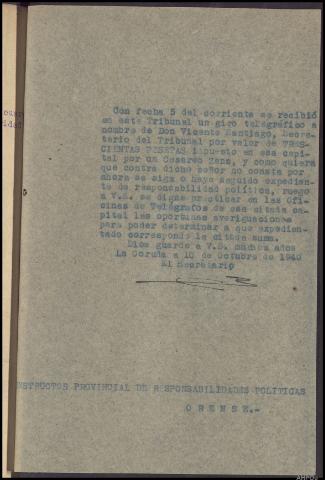 Con fecha 5 del corriente se recibió
en este Tribunal un giro telegráfico a
nombre de Don Vicente Santiago, Secre-
tario del Tribunal por valor de TRES-
CIENTAS PESETAS impuesto en esa capi-
tal por un Cesareo Zans, y como quiera
que contra dicho señor no consta por
ahora se siga o haya seguido expedien-
te de responsabilidad política, ruego
a V.S. se digne practicar en las Ofi-
cinas de Telégrafos de esa citada ca-
pital las oportunas averiguaciones
para poder determinar a que expedien-
tado corresponde la citada suma.
Dios guarde a V.S. muchos años
La Coruña a 10 de Octubre de 1940
El Secretario
NSTRUCTOS PROVINCIAL DE RESPONSABILIDADES POLITICAS
O R E N S E.-